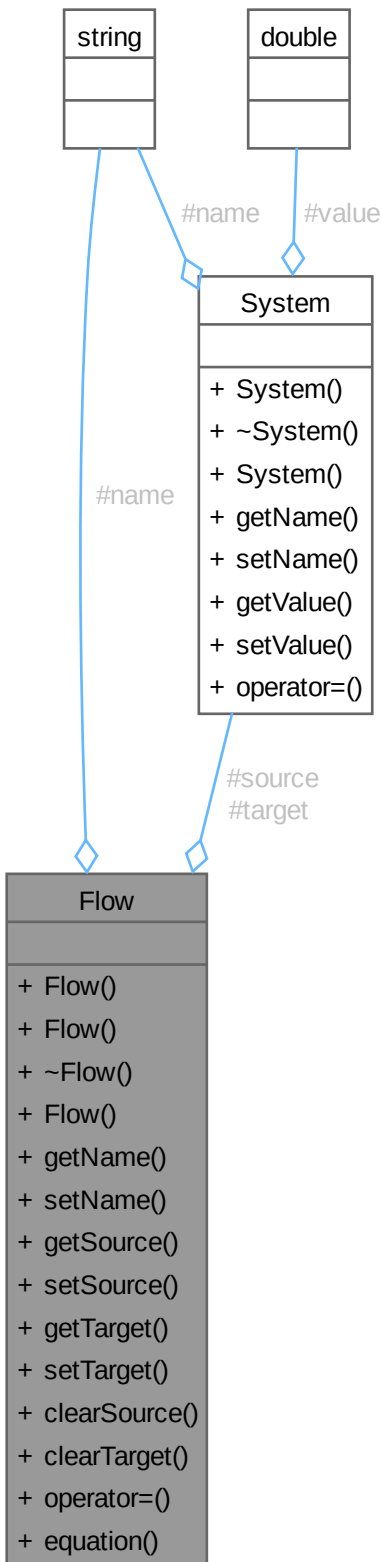 string
double
#name
#value
System
+ System()
+ ~System()
+ System()
+ getName()
+ setName()
+ getValue()
+ setValue()
+ operator=()
#name
#source
#target
Flow
+ Flow()
+ Flow()
+ ~Flow()
+ Flow()
+ getName()
+ setName()
+ getSource()
+ setSource()
+ getTarget()
+ setTarget()
+ clearSource()
+ clearTarget()
+ operator=()
+ equation()